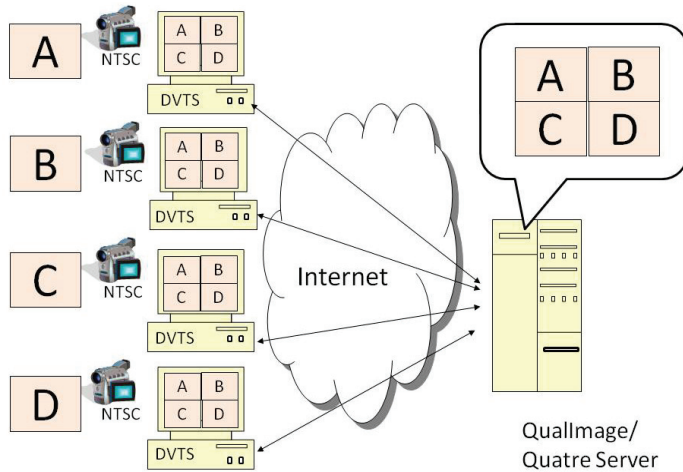 A
NTSC
A B
C D
DVTS
B
NTSC
A B
C D
DVTS
C
NTSC
A B
C D
DVTS
D
NTSC
A B
C D
DVTS
Internet
A B
C D
QualImage/
Quatre Server